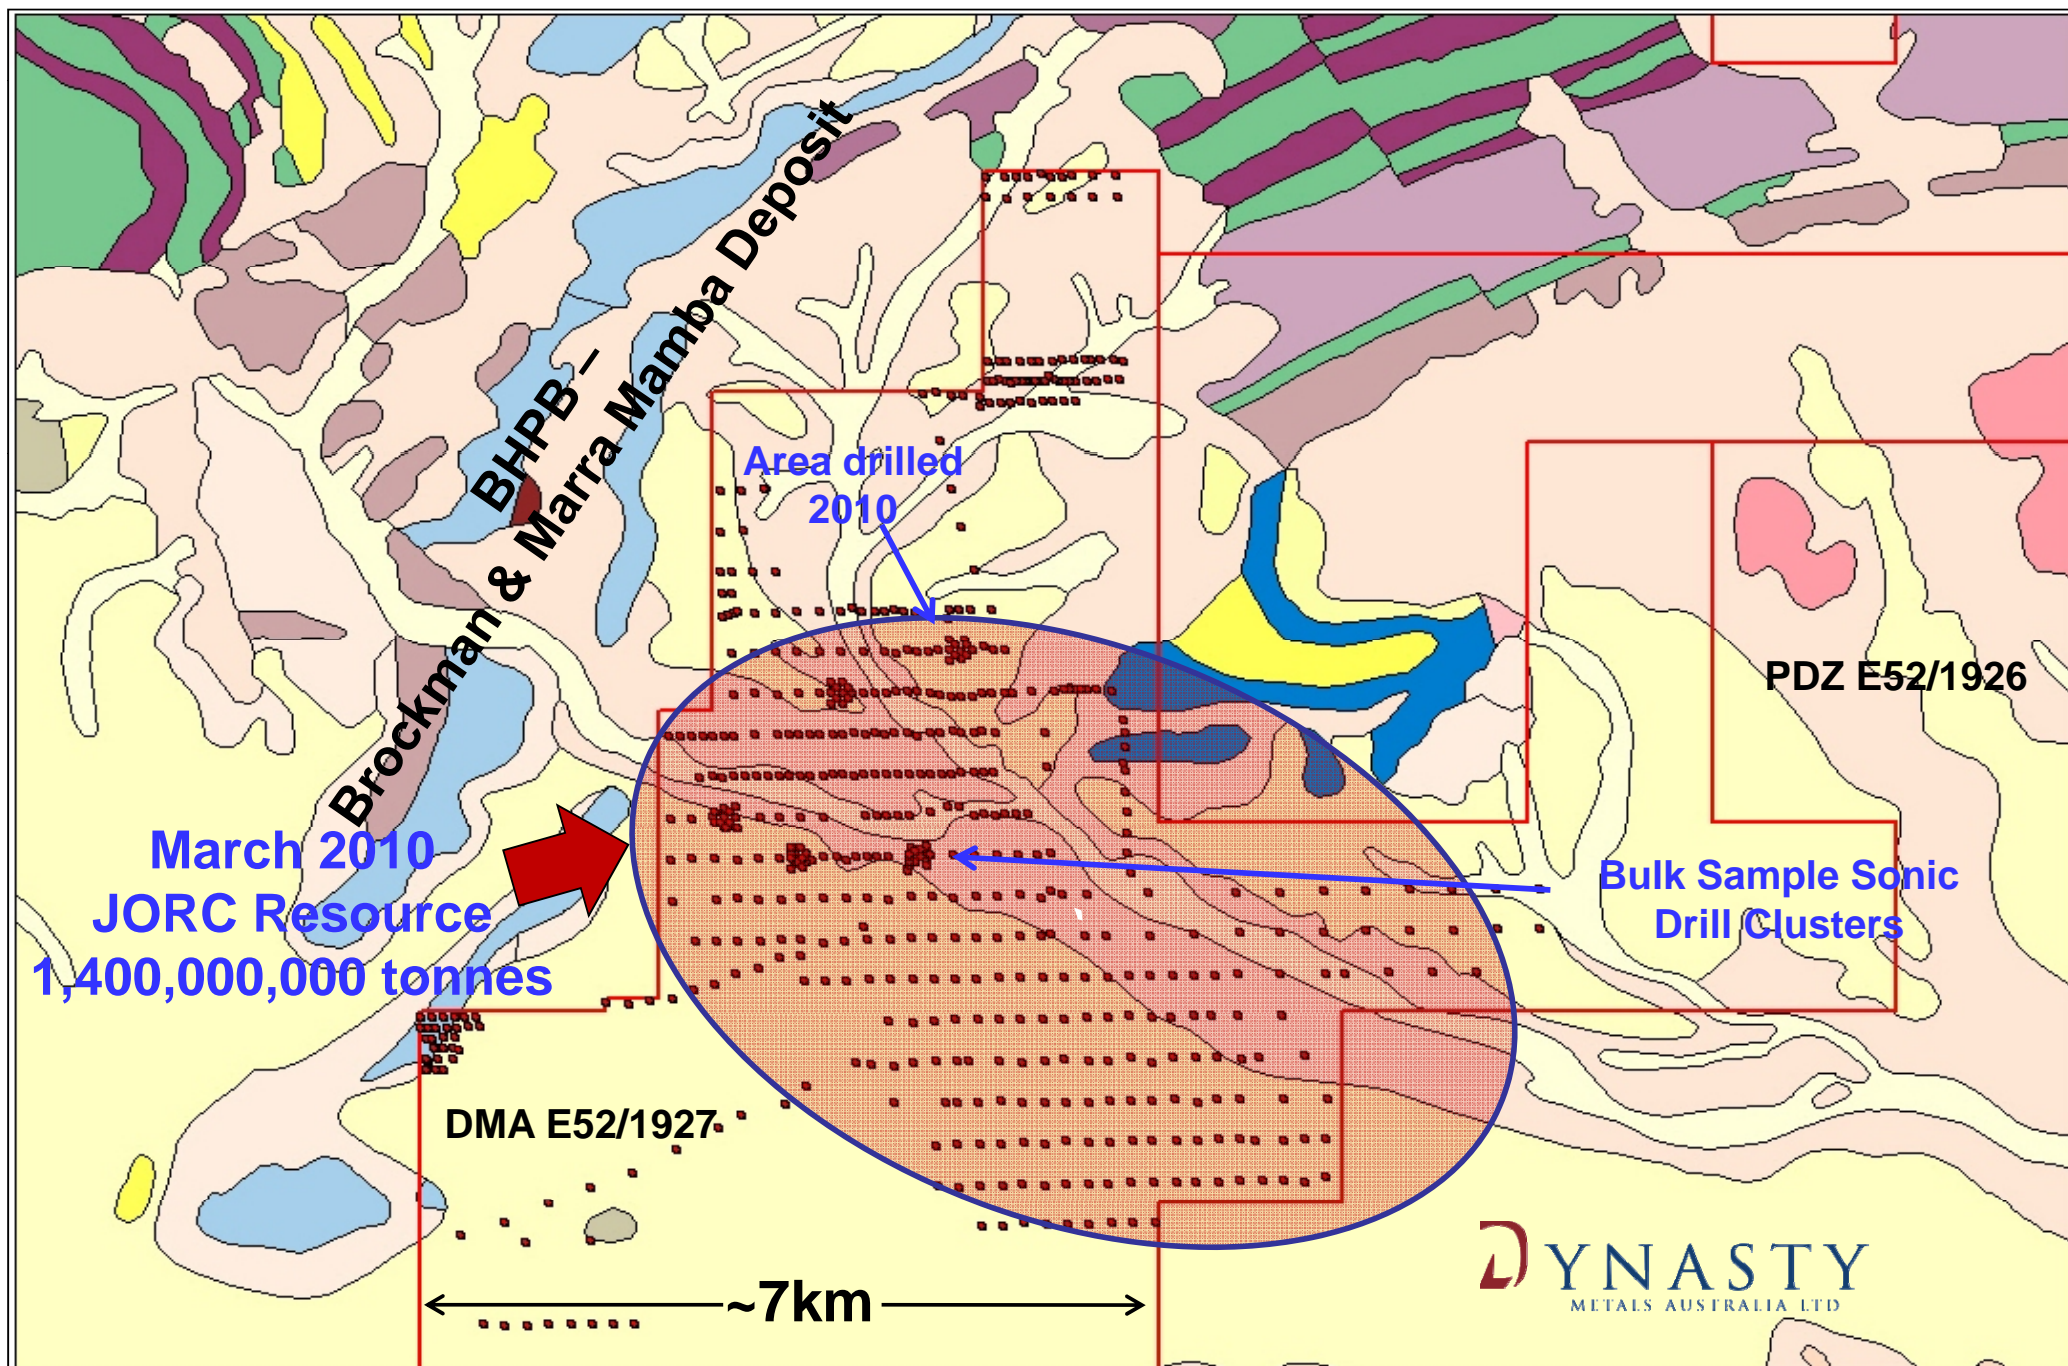 BHPB –
Brockman & Marra Mamba Deposit
Area drilled
2010
PDZ E52/1926
March 2010
JORC Resource
1,400,000,000 tonnes
Bulk Sample Sonic
Drill Clusters
DMA E52/1927
~7km
DYNASTY
METALS AUSTRALIA LTD